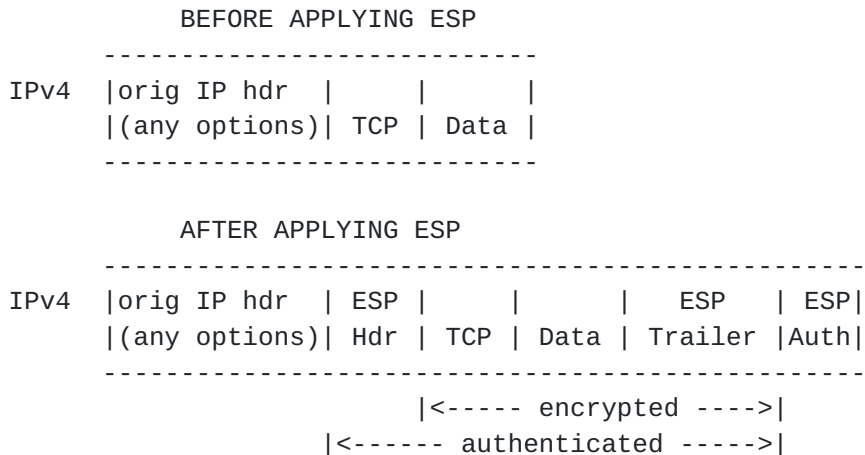 BEFORE APPLYING ESP
----------------------------
IPv4 |orig IP hdr | | |
|(any options)| TCP | Data |
----------------------------
AFTER APPLYING ESP
-------------------------------------------------
IPv4 |orig IP hdr | ESP | | | ESP | ESP|
|(any options)| Hdr | TCP | Data | Trailer |Auth|
-------------------------------------------------
|<----- encrypted ---->|
|<------ authenticated ----->|